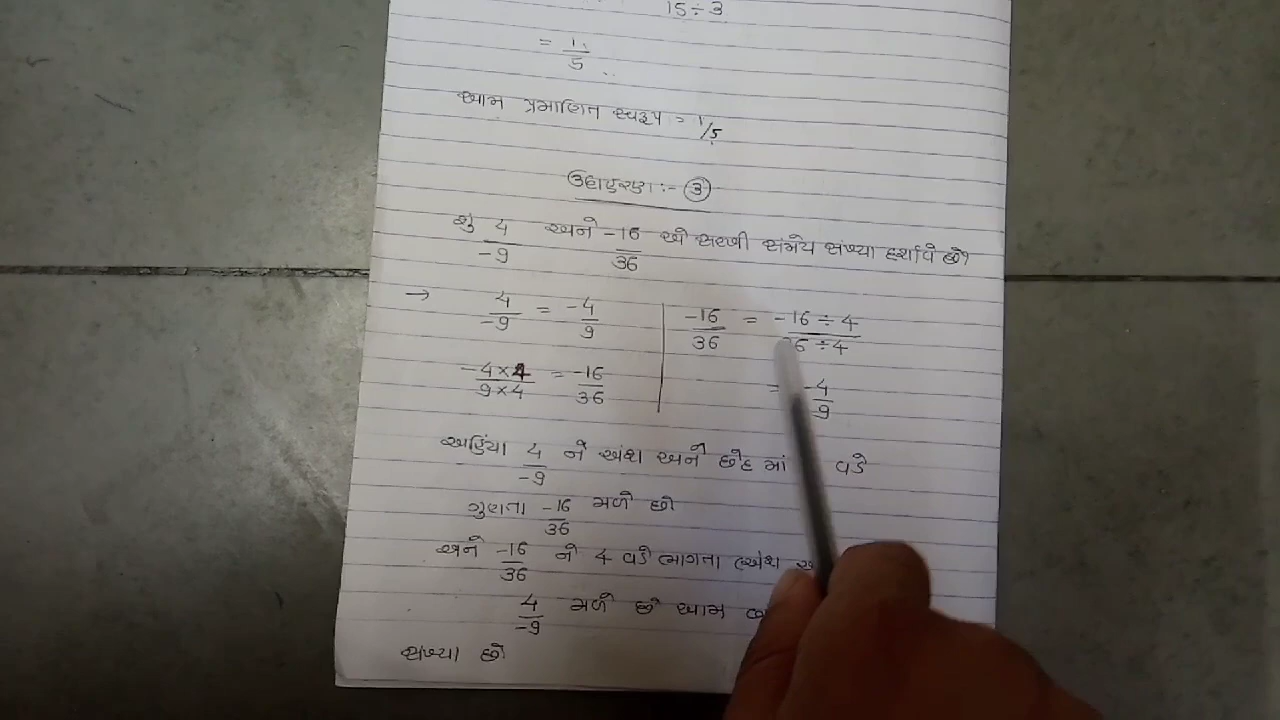 15÷3
= 1/5
આમ પ્રમાણિત સ્વરૂપ = 1/5
ઉદાહરણ:- ③
શું 4/-9 અને -16/36 એ સરખી સંમેય સંખ્યા દર્શાવે છે?
→ 4/-9 = -4/9
-4×4/9×4 = -16/36
-16/36 = -16÷4/36÷4
= -4/9
અહિંયા 4/-9 ને અંશ અને છેદ માં વડે
ગુણતા -16/36 મળે છે
અને -16/36 ને 4 વડે ભાગતા
4/-9 મળે છે આમ
સંખ્યા છે